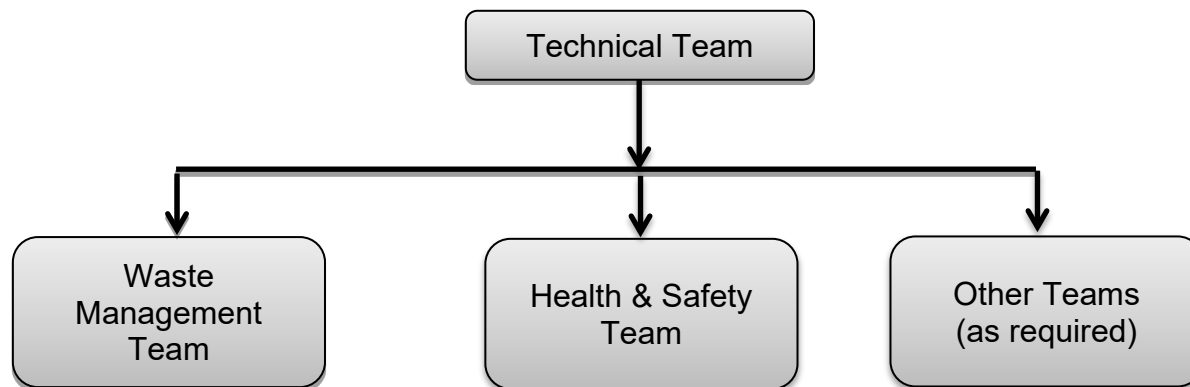 Technical Team
Waste
Management
Team
Health & Safety
Team
Other Teams
(as required)